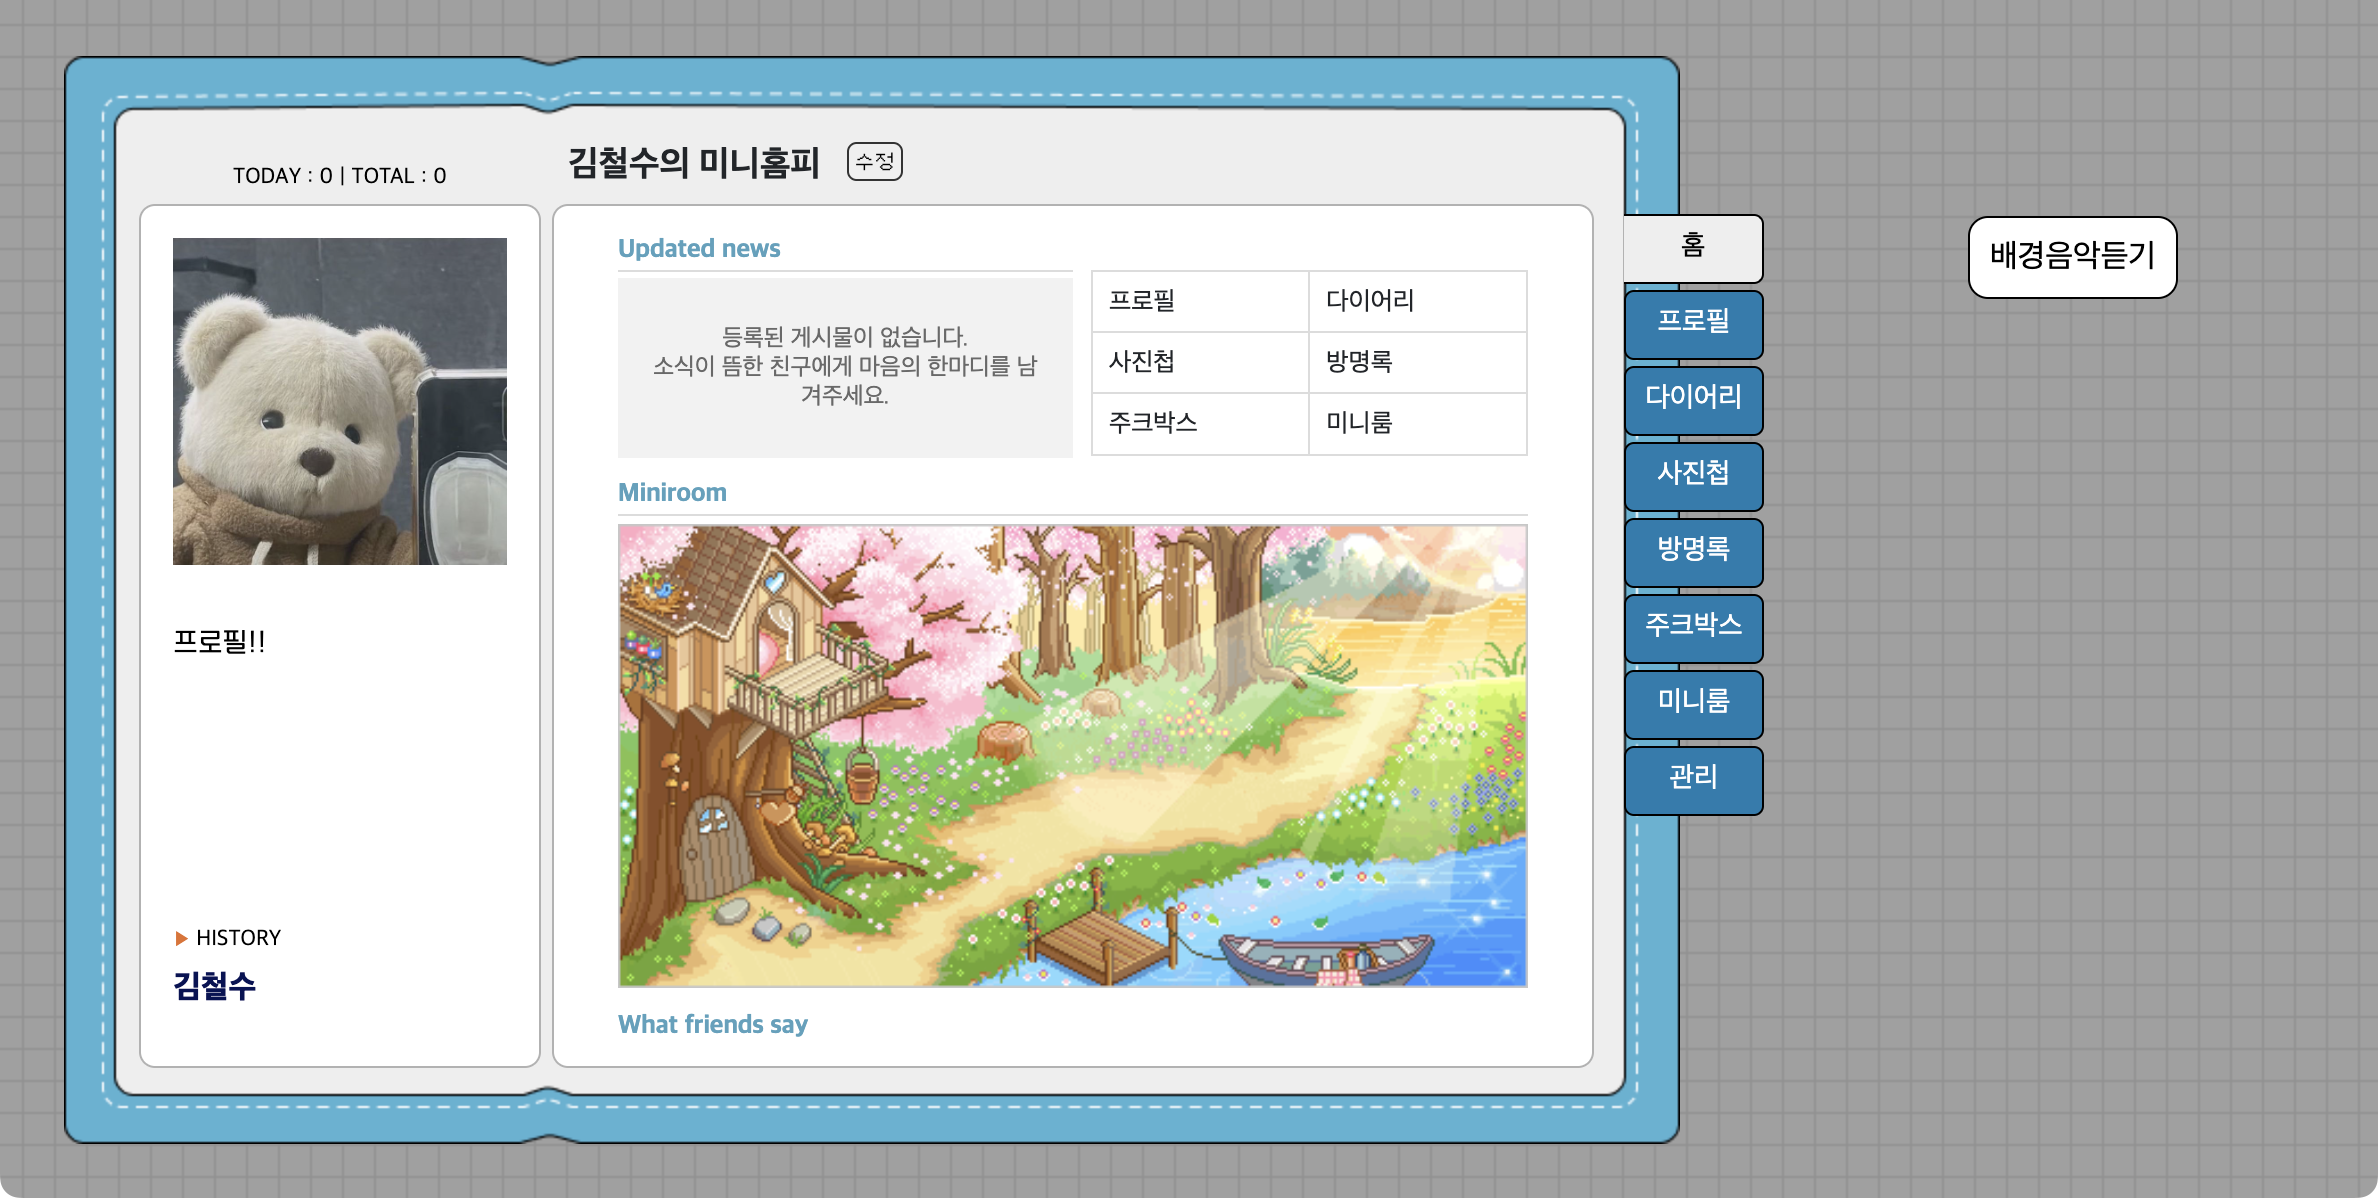 TODAY : 0 | TOTAL : 0
김철수의 미니홈피
수정
프로필!!
HISTORY
김철수
Updated news
등록된 게시물이 없습니다.
소식이 뜸한 친구에게 마음의 한마디를 남
겨주세요.
프로필 다이어리
사진첩 방명록
주크박스 미니룸
Miniroom
What friends say
홈
프로필
다이어리
사진첩
방명록
주크박스
미니룸
관리
배경음악듣기